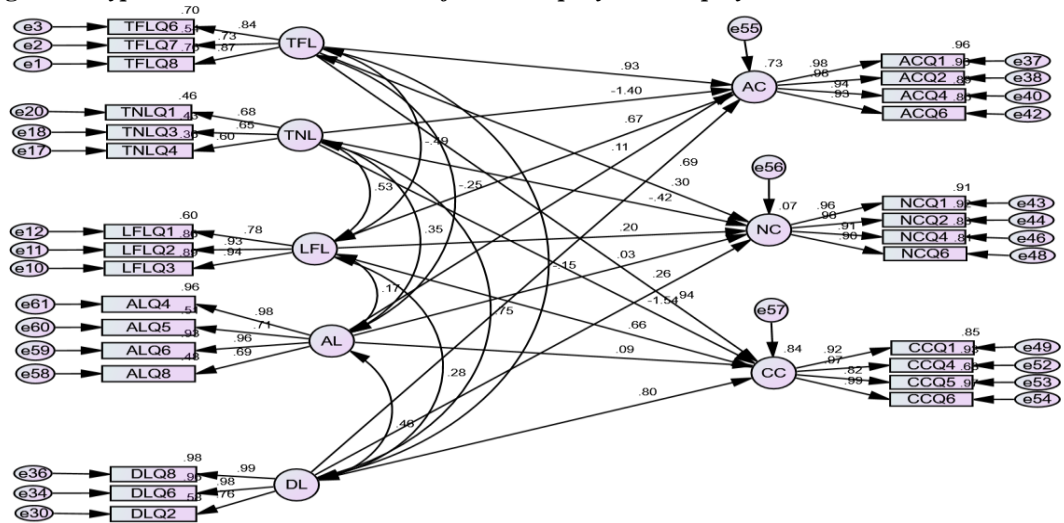 .70
e3 TFLQ6 .84
e2 TFLQ7 .73
e1 TFLQ8 .87
TFL
.46
e20 TNLQ1 .68
e18 TNLQ3 .65
e17 TNLQ4 .60
TNL
.60
e12 LFLQ1 .78
e11 LFLQ2 .93
e10 LFLQ3 .94
LFL
.96
e61 ALQ4 .98
e60 ALQ5 .71
e59 ALQ6 .96
e58 ALQ8 .69
AL
.98
e36 DLQ8 .99
e34 DLQ6 .98
e30 DLQ2 .76
DL
.53
-.25
.35
.17
.75
.28
.93
-1.40
.67
.11
.69
.30
-.42
.20
.03
.26
-.15
-1.54
.94
.66
.09
.80
e55
.73
AC
.98
.98
.94
.93
.96
ACQ1 e37
ACQ2 e38
ACQ4 e40
ACQ6 e42
e56
.07
NC
.96
.91
.90
.91
NCQ1 e43
NCQ2 e44
NCQ4 e46
NCQ6 e48
e57
.84
CC
.92
.97
.82
.99
.85
CCQ1 e49
CCQ4 e52
CCQ5 e53
CCQ6 e54